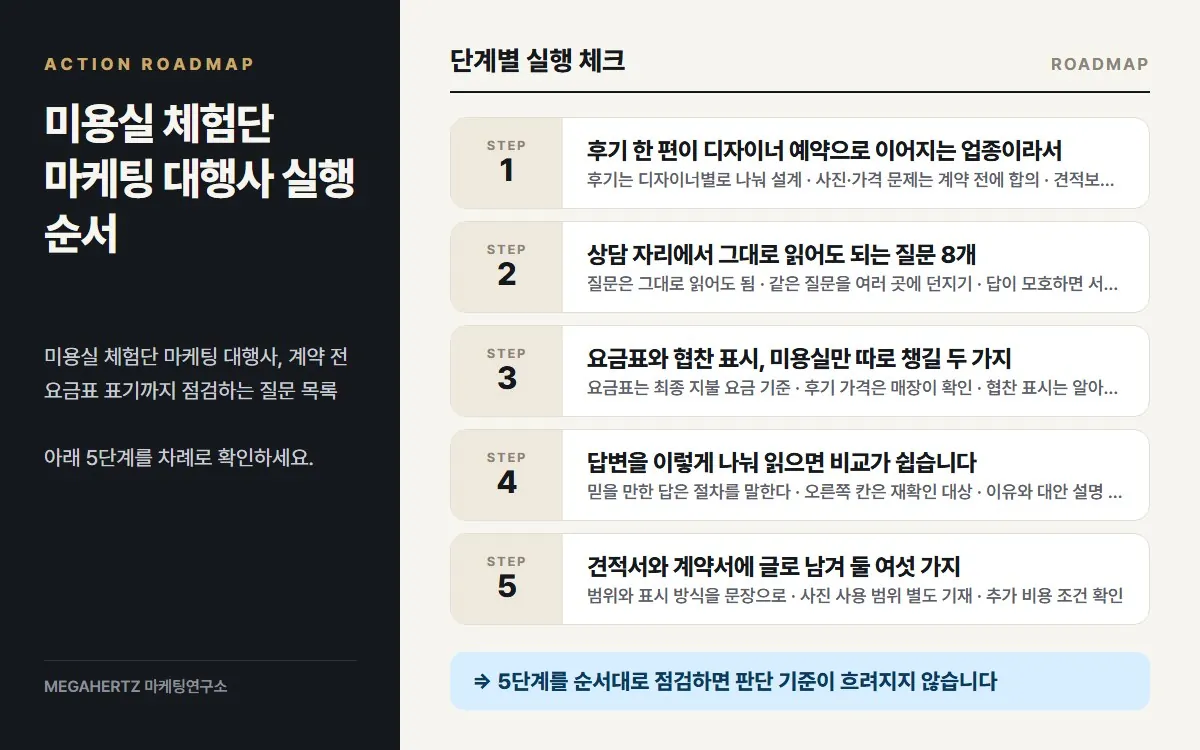 ACTION ROADMAP
미용실 체험단
마케팅 대행사 실행
순서
미용실 체험단 마케팅 대행사, 계약 전
요금표 표기까지 점검하는 질문 목록
아래 5단계를 차례로 확인하세요.
MEGAHERTZ 마케팅연구소
단계별 실행 체크
ROADMAP
STEP
1
후기 한 편이 디자이너 예약으로 이어지는 업종이라서
후기는 디자이너별로 나눠 설계 · 사진·가격 문제는 계약 전에 합의 · 견적보...
STEP
2
상담 자리에서 그대로 읽어도 되는 질문 8개
질문은 그대로 읽어도 됨 · 같은 질문을 여러 곳에 던지기 · 답이 모호하면 서...
STEP
3
요금표와 협찬 표시, 미용실만 따로 챙길 두 가지
요금표는 최종 지불 요금 기준 · 후기 가격은 매장이 확인 · 협찬 표시는 알아...
STEP
4
답변을 이렇게 나눠 읽으면 비교가 쉽습니다
믿을 만한 답은 절차를 말한다 · 오른쪽 칸은 재확인 대상 · 이유와 대안 설명 ...
STEP
5
견적서와 계약서에 글로 남겨 둘 여섯 가지
범위와 표시 방식을 문장으로 · 사진 사용 범위 별도 기재 · 추가 비용 조건 확인
→ 5단계를 순서대로 점검하면 판단 기준이 흐려지지 않습니다